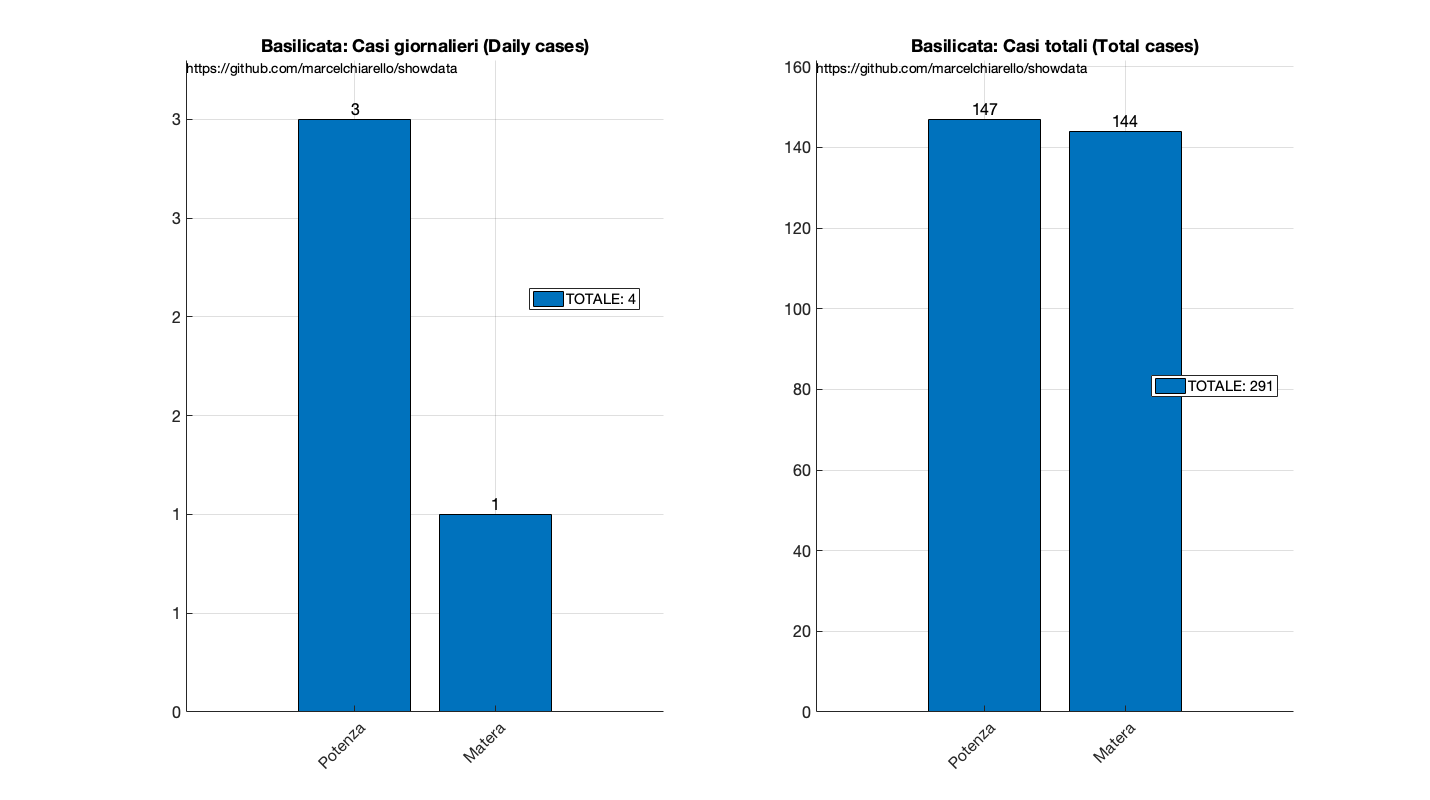 Basilicata: Casi giornalieri (Daily cases)
https://github.com/marcelchiarello/showdata
3
3
3
2
2
1
1
0
1
TOTALE: 4
Potenza
Matera
Basilicata: Casi totali (Total cases)
https://github.com/marcelchiarello/showdata
160
140
120
100
80
60
40
20
0
147
144
TOTALE: 291
Potenza
Matera